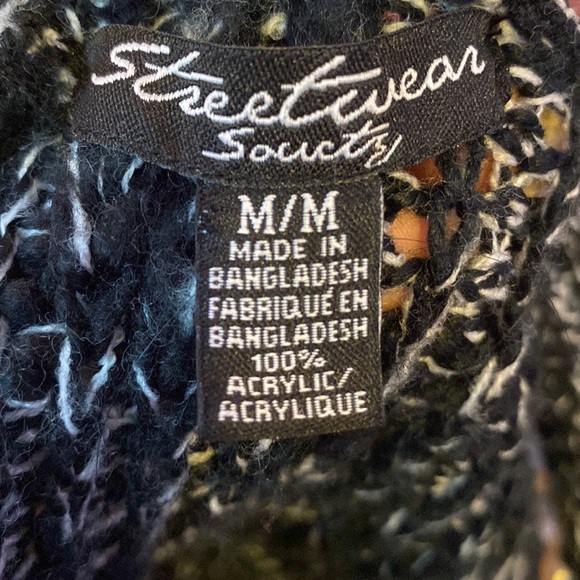 Streetwear
Society
M/M
MADE IN
BANGLADESH
FABRIQUÉ EN
BANGLADESH
100%
ACRYLIC/
ACRYLIQUE